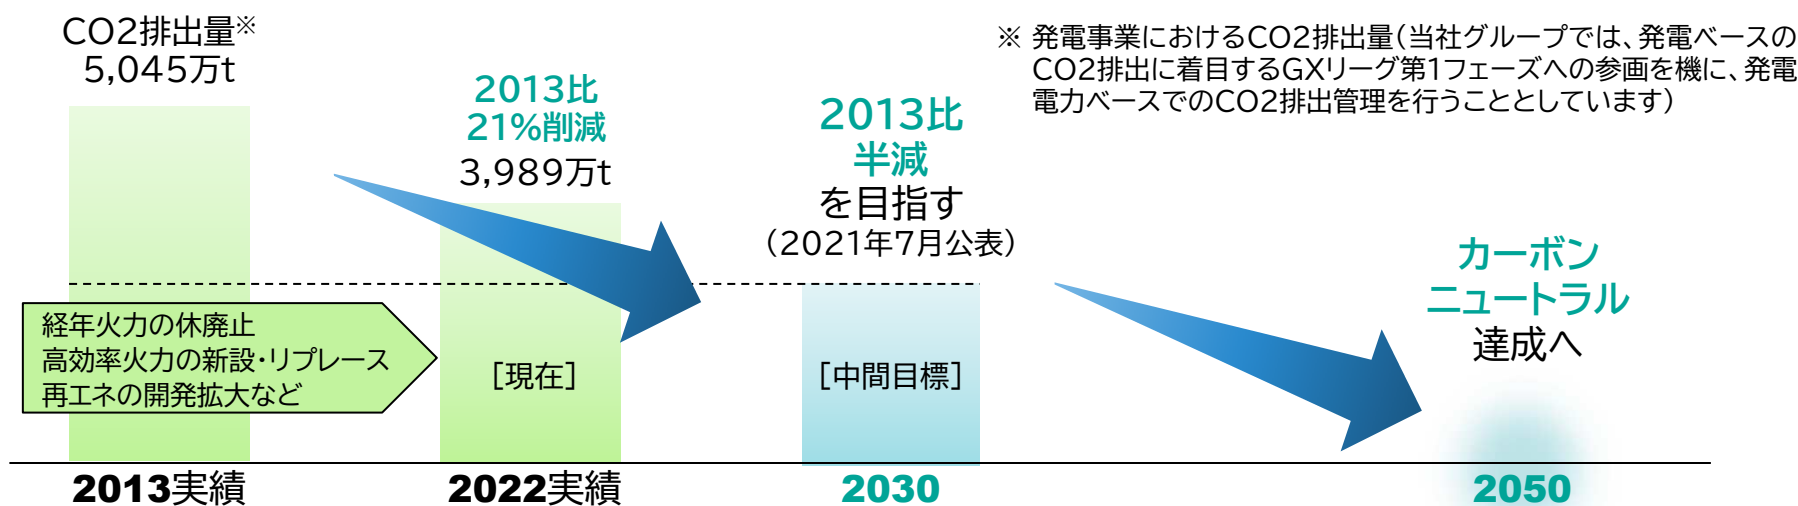 CO2排出量※
5,045万t
2013比
21%削減
3,989万t
2013比
半減
を目指す
(2021年7月公表)
※ 発電事業におけるCO2排出量(当社グループでは、発電ベースの
CO2排出に着目するGXリーグ第1フェーズへの参画を機に、発電
電力ベースでのCO2排出管理を行うこととしています)
カーボン
ニュートラル
達成へ
経年火力の休廃止
高効率火力の新設・リプレース
再エネの開発拡大など
[現在]
[中間目標]
2013実績
2022実績
2030
2050